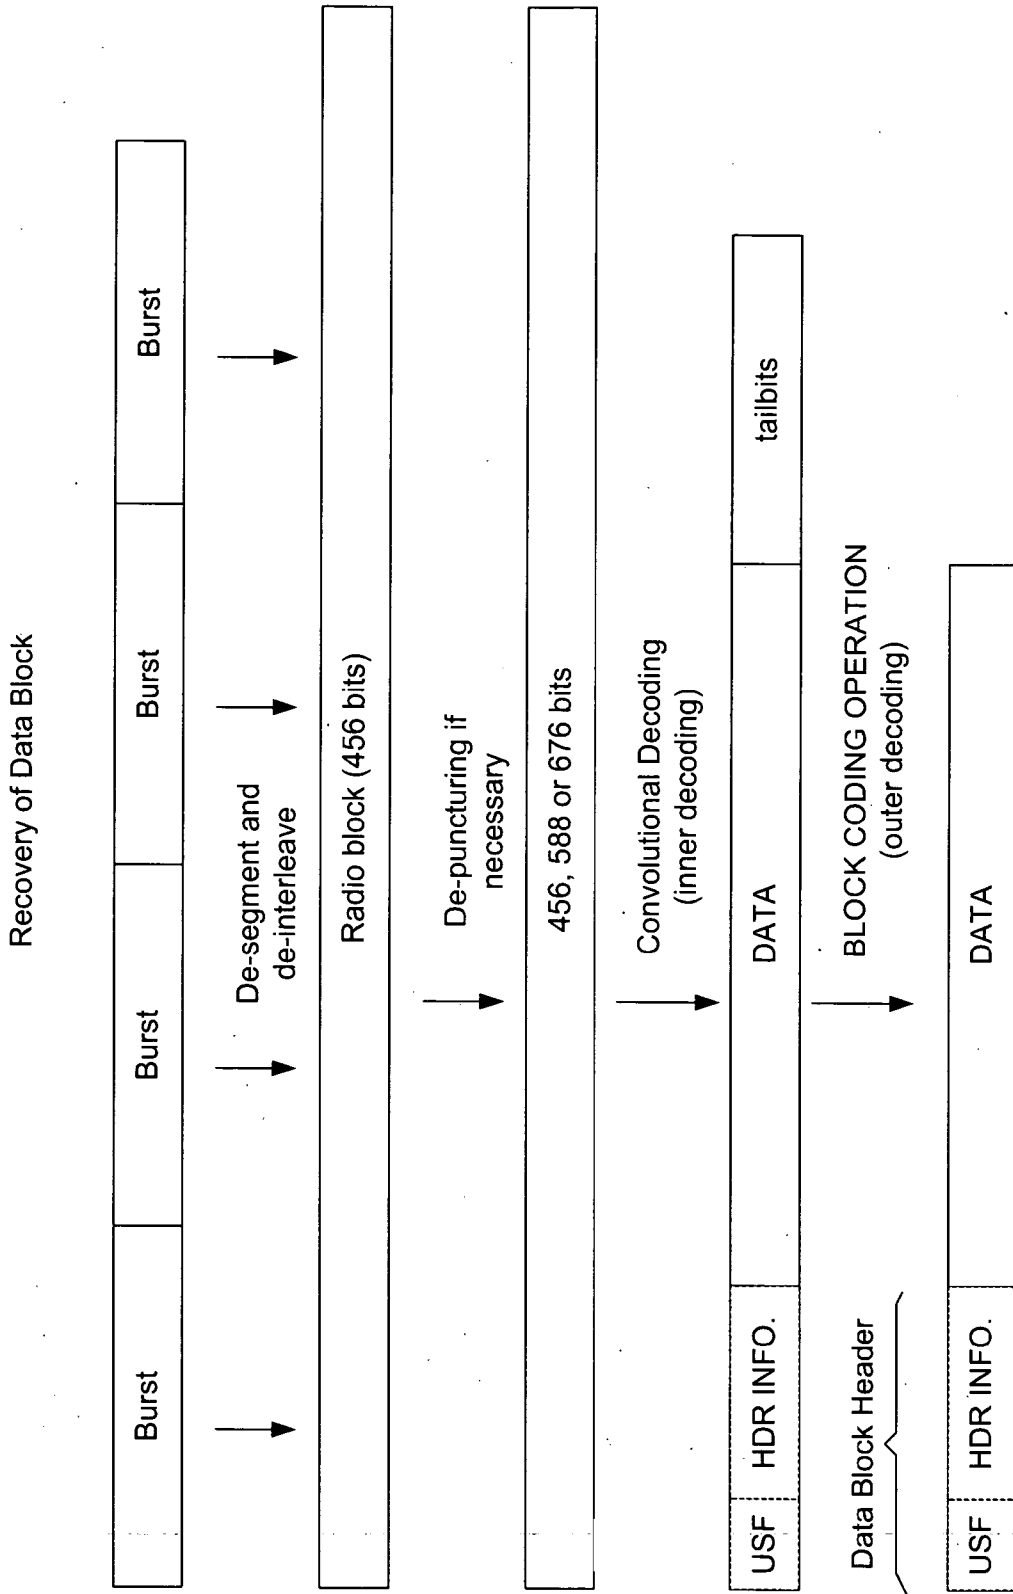 Recovery of Data Block
Burst
Burst
Burst
Burst
De-segment and
de-interleave
Radio block (456 bits)
De-puncturing if
necessary
456, 588 or 676 bits
Convolutional Decoding
(inner decoding)
USF
HDR INFO.
DATA
tailbits
Data Block Header
BLOCK CODING OPERATION
(outer decoding)
USF
HDR INFO.
DATA